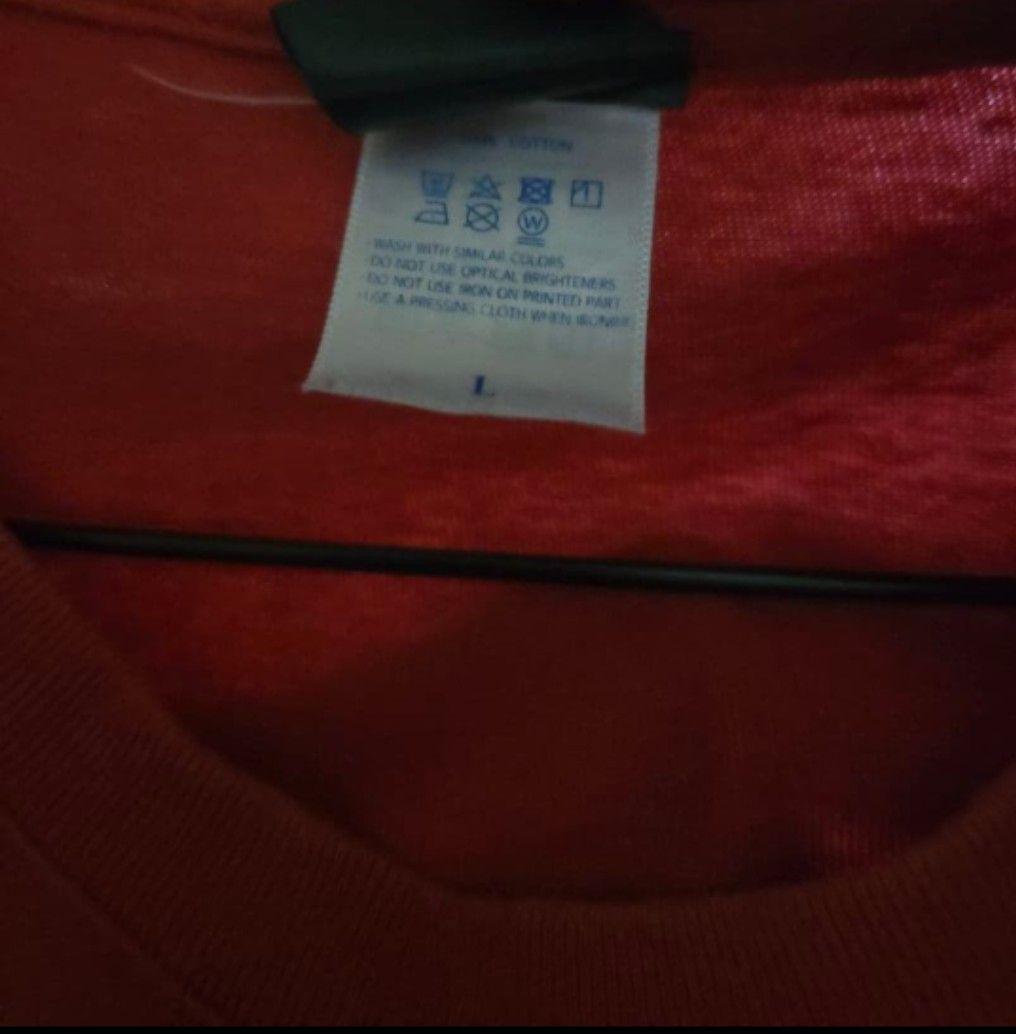 COTTON
W
· WASH WITH SIMILAR COLORS
· DO NOT USE OPTICAL BRIGHTENERS
· DO NOT USE IRON ON PRINTED PART
· USE A PRESSING CLOTH WHEN IRONING
L